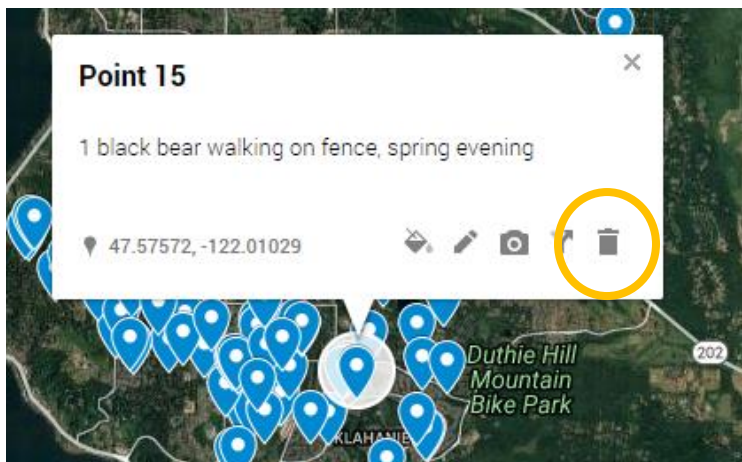 Point 15
1 black bear walking on fence, spring evening
47.57572, -122.01029
Duthie Hill
Mountain
Bike Park
202